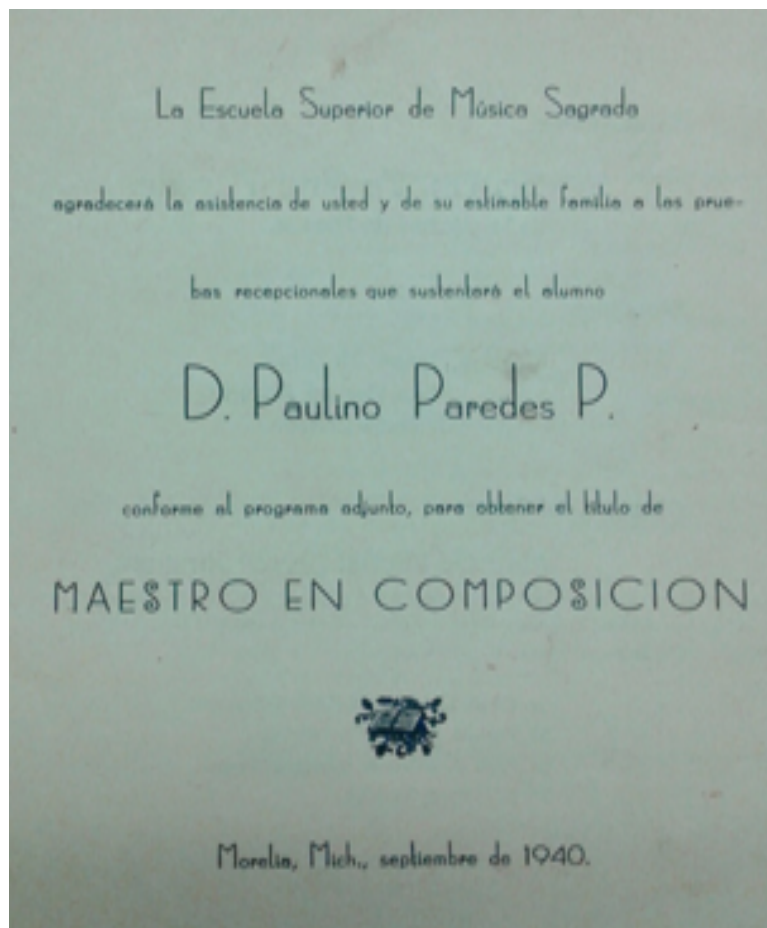 La Escuela Superior de Música Sagrada
agradecerá la asistencia de usted y de su estimable familia a las prue-
bas recepcionales que sustentará el alumno
D. Paulino Paredes P.
conforme al programa adjunto, para obtener el título de
MAESTRO EN COMPOSICION
Morelia, Mich., septiembre de 1940.